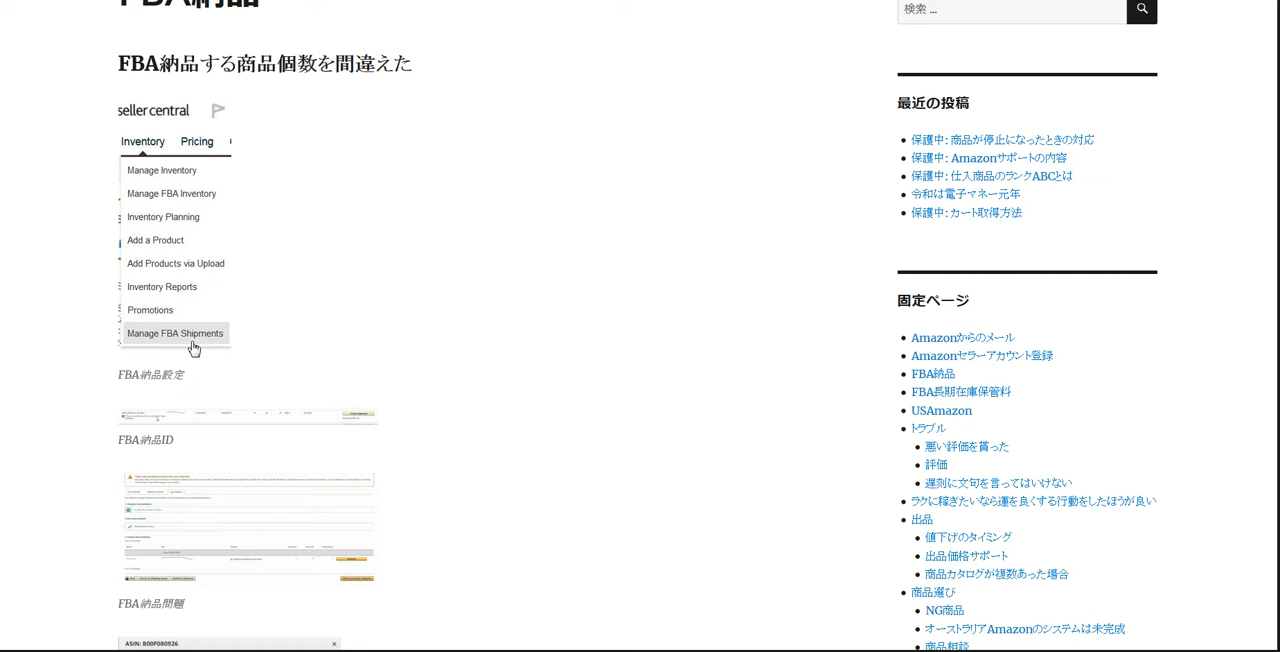 FBA納品
検索 ...
FBA納品する商品個数を間違えた
seller central
Inventory Pricing
Manage Inventory
Manage FBA Inventory
Inventory Planning
Add a Product
Add Products via Upload
Inventory Reports
Promotions
Manage FBA Shipments
FBA納品設定
FBA納品ID
FBA納品問題
ASIN: B00F080926
最近の投稿
保護中: 商品が停止になったときの対応
保護中: Amazonサポートの内容
保護中: 仕入商品のランクABCとは
令和は電子マネー元年
保護中: カート取得方法
固定ページ
Amazonからのメール
Amazonセラーアカウント登録
FBA納品
FBA長期在庫保管料
USAmazon
トラブル
悪い評価を貰った
評価
遅刻に文句を言ってはいけない
ラクに稼ぎたいなら運を良くする行動をしたほうが良い
出品
値下げのタイミング
出品価格サポート
商品カタログが複数あった場合
商品選び
NG商品
オーストラリアAmazonのシステムは未完成
商品相談